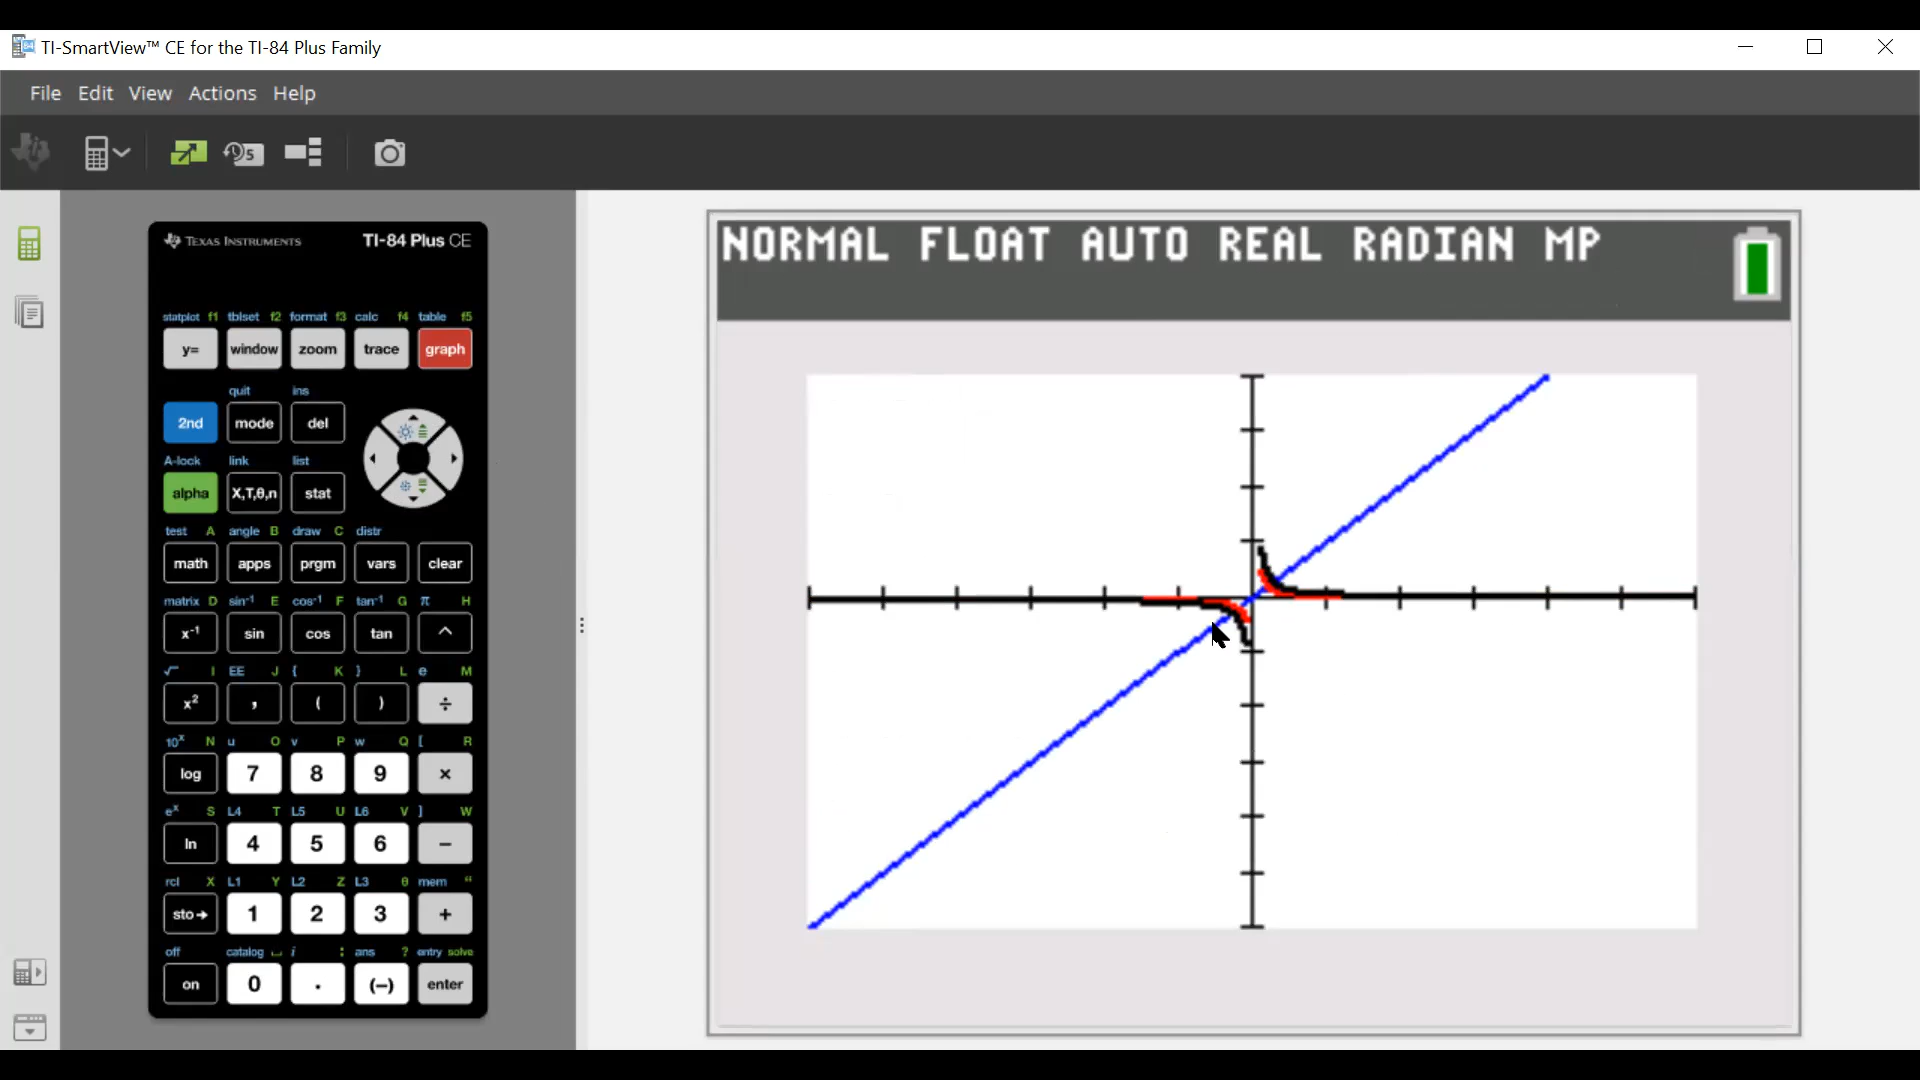 TI-SmartView™ CE for the TI-84 Plus Family
File Edit View Actions Help
5
TEXAS INSTRUMENTS TI-84 Plus CE
NORMAL FLOAT AUTO REAL RADIAN MP
statplot f1 tblset f2 format f3 calc f4 table f5
y= window zoom trace graph
quit ins
2nd mode del
A-lock link list
alpha X,T,θ,n stat
test A angle B draw C distr
math apps prgm vars clear
matrix D sin⁻¹ E cos⁻¹ F tan⁻¹ G π H
x⁻¹ sin cos tan ^
√ I EE J { K } L e M
x² , ( ) ÷
10ˣ N u O v P w Q [ R
log 7 8 9 ×
eˣ S L4 T L5 U L6 V ] W
ln 4 5 6 −
rcl X L1 Y L2 Z L3 θ mem "
sto→ 1 2 3 +
off catalog ⎵ i : ans ? entry solve
on 0 . (−) enter